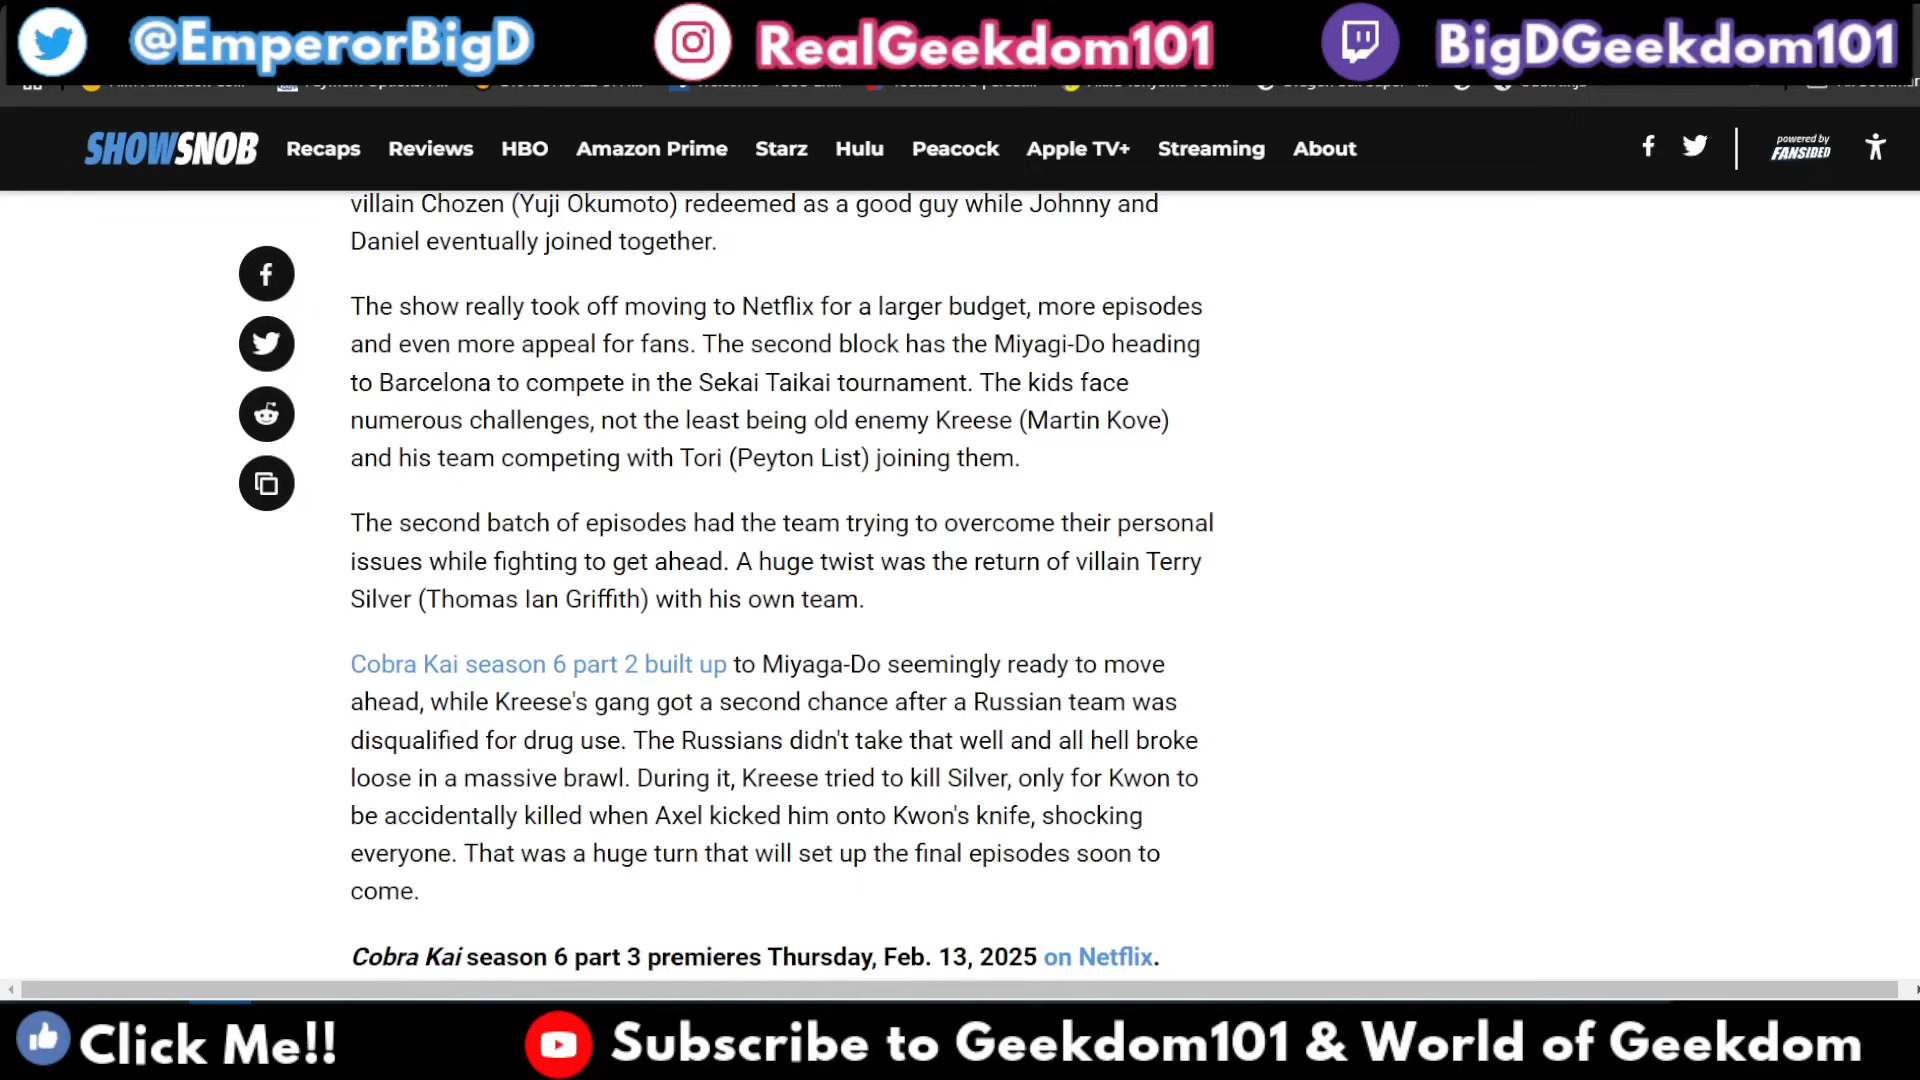 @EmperorBigD RealGeekdom101 BigDGeekdom101
SHOWSNOB Recaps Reviews HBO Amazon Prime Starz Hulu Peacock Apple TV+ Streaming About powered by FANSIDED
villain Chozen (Yuji Okumoto) redeemed as a good guy while Johnny and
Daniel eventually joined together.
The show really took off moving to Netflix for a larger budget, more episodes
and even more appeal for fans. The second block has the Miyagi-Do heading
to Barcelona to compete in the Sekai Taikai tournament. The kids face
numerous challenges, not the least being old enemy Kreese (Martin Kove)
and his team competing with Tori (Peyton List) joining them.
The second batch of episodes had the team trying to overcome their personal
issues while fighting to get ahead. A huge twist was the return of villain Terry
Silver (Thomas Ian Griffith) with his own team.
Cobra Kai season 6 part 2 built up to Miyaga-Do seemingly ready to move
ahead, while Kreese's gang got a second chance after a Russian team was
disqualified for drug use. The Russians didn't take that well and all hell broke
loose in a massive brawl. During it, Kreese tried to kill Silver, only for Kwon to
be accidentally killed when Axel kicked him onto Kwon's knife, shocking
everyone. That was a huge turn that will set up the final episodes soon to
come.
Cobra Kai season 6 part 3 premieres Thursday, Feb. 13, 2025 on Netflix.
Click Me!! Subscribe to Geekdom101 & World of Geekdom